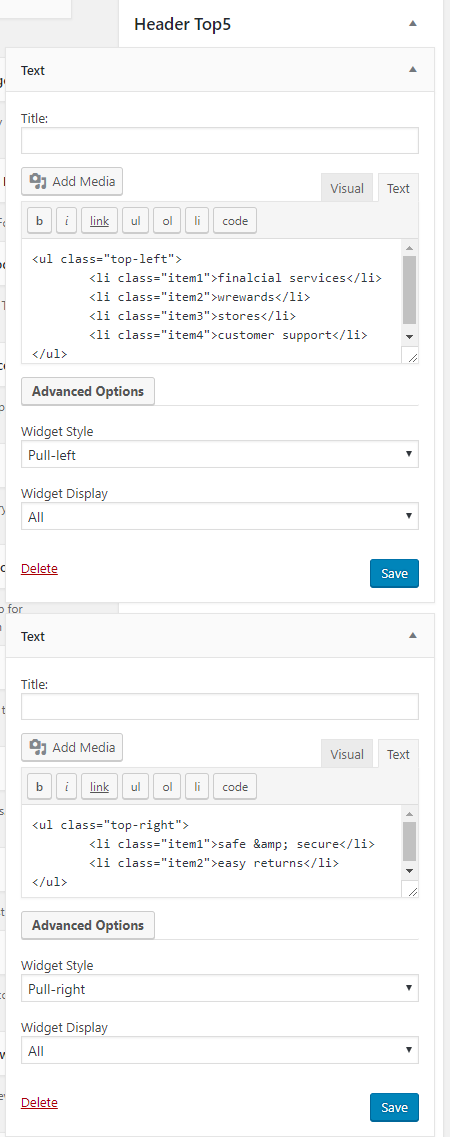 Header Top5
Text
Title:
Add Media
Visual
Text
b
i
link
ul
ol
li
code
<ul class="top-left">
<li class="item1">finalcial services</li>
<li class="item2">wrewards</li>
<li class="item3">stores</li>
<li class="item4">customer support</li>
</ul>
Advanced Options
Widget Style
Pull-left
Widget Display
All
Delete
Save
Text
Title:
Add Media
Visual
Text
b
i
link
ul
ol
li
code
<ul class="top-right">
<li class="item1">safe &amp; secure</li>
<li class="item2">easy returns</li>
</ul>
Advanced Options
Widget Style
Pull-right
Widget Display
All
Delete
Save